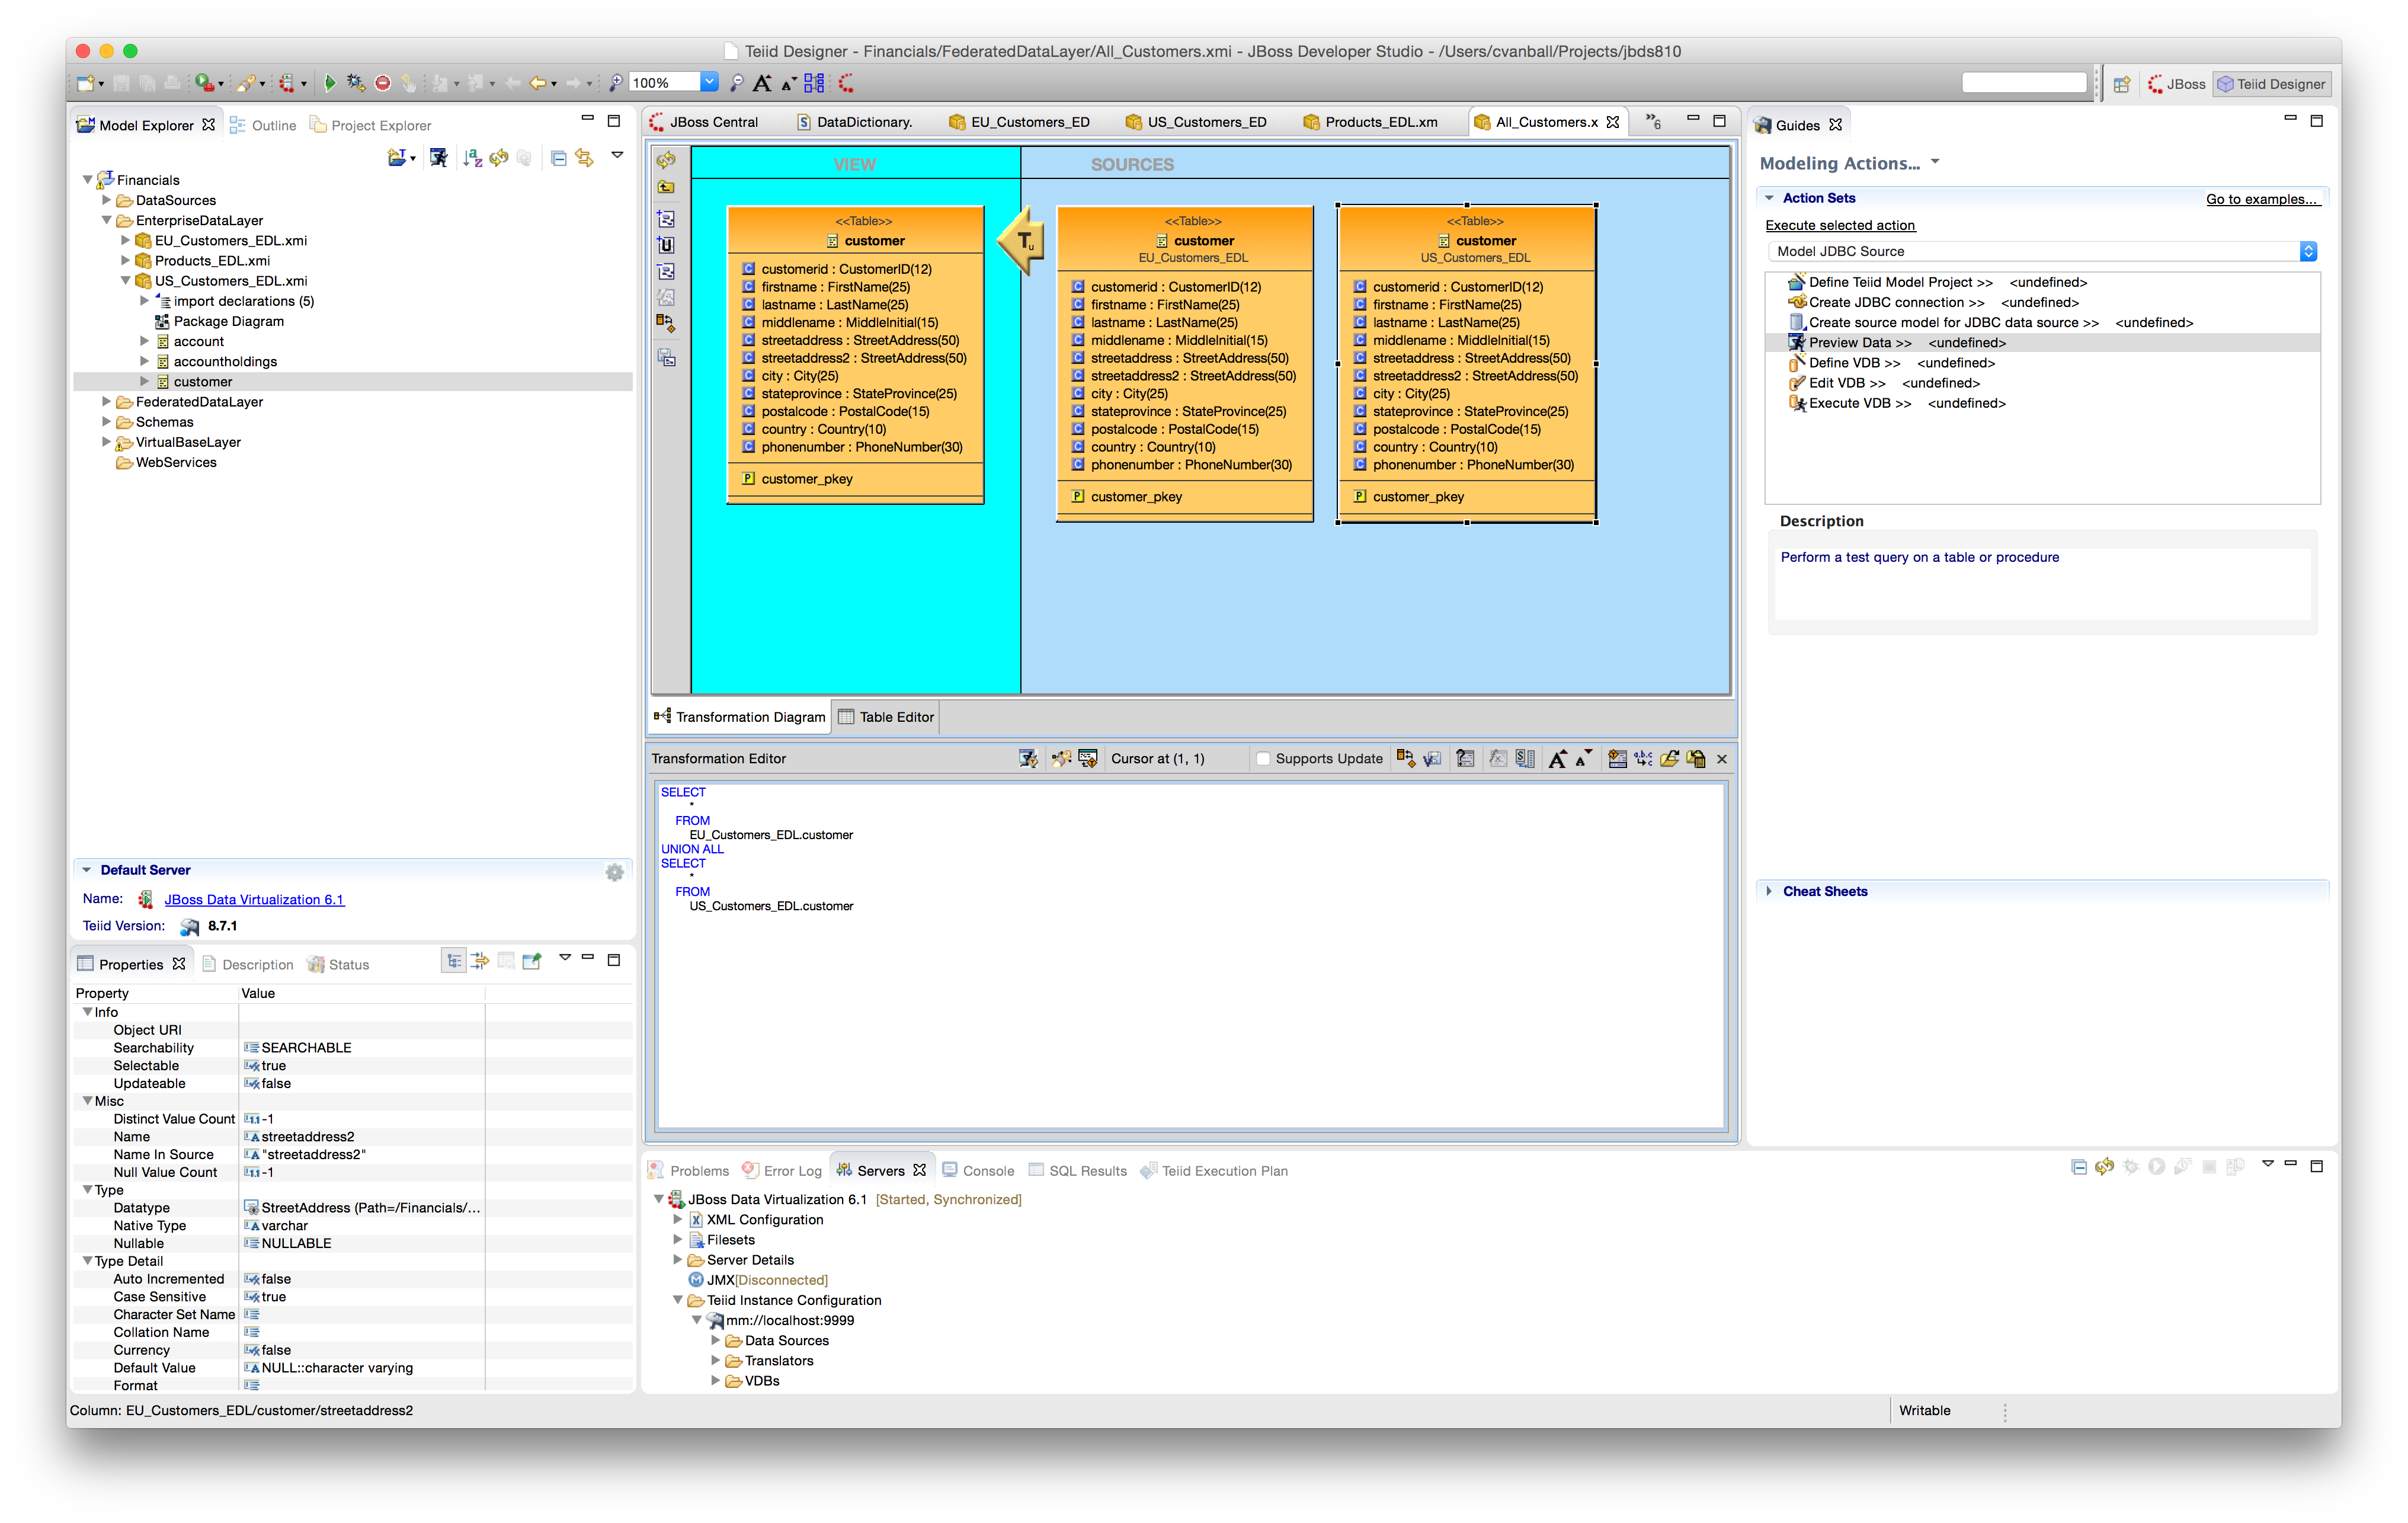 Teiid Designer - Financials/FederatedDataLayer/All_Customers.xmi - JBoss Developer Studio - /Users/cvanball/Projects/jbds810
100%
JBoss
Teiid Designer
Model Explorer
Outline
Project Explorer
Financials
DataSources
EnterpriseDataLayer
EU_Customers_EDL.xmi
Products_EDL.xmi
US_Customers_EDL.xmi
import declarations (5)
Package Diagram
account
accountholdings
customer
FederatedDataLayer
Schemas
VirtualBaseLayer
WebServices
Default Server
Name: JBoss Data Virtualization 6.1
Teiid Version: 8.7.1
Properties
Description
Status
Property Value
Info
Object URI
Searchability SEARCHABLE
Selectable true
Updateable false
Misc
Distinct Value Count -1
Name streetaddress2
Name In Source "streetaddress2"
Null Value Count -1
Type
Datatype StreetAddress (Path=/Financials/...
Native Type varchar
Nullable NULLABLE
Type Detail
Auto Incremented false
Case Sensitive true
Character Set Name
Collation Name
Currency false
Default Value NULL::character varying
Format
JBoss Central
DataDictionary.
EU_Customers_ED
US_Customers_ED
Products_EDL.xm
All_Customers.x
»6
VIEW
SOURCES
<<Table>>
customer
customerid : CustomerID(12)
firstname : FirstName(25)
lastname : LastName(25)
middlename : MiddleInitial(15)
streetaddress : StreetAddress(50)
streetaddress2 : StreetAddress(50)
city : City(25)
stateprovince : StateProvince(25)
postalcode : PostalCode(15)
country : Country(10)
phonenumber : PhoneNumber(30)
customer_pkey
Tu
<<Table>>
customer
EU_Customers_EDL
customerid : CustomerID(12)
firstname : FirstName(25)
lastname : LastName(25)
middlename : MiddleInitial(15)
streetaddress : StreetAddress(50)
streetaddress2 : StreetAddress(50)
city : City(25)
stateprovince : StateProvince(25)
postalcode : PostalCode(15)
country : Country(10)
phonenumber : PhoneNumber(30)
customer_pkey
<<Table>>
customer
US_Customers_EDL
customerid : CustomerID(12)
firstname : FirstName(25)
lastname : LastName(25)
middlename : MiddleInitial(15)
streetaddress : StreetAddress(50)
streetaddress2 : StreetAddress(50)
city : City(25)
stateprovince : StateProvince(25)
postalcode : PostalCode(15)
country : Country(10)
phonenumber : PhoneNumber(30)
customer_pkey
Transformation Diagram
Table Editor
Transformation Editor
Cursor at (1, 1)
Supports Update
SELECT
*
FROM
EU_Customers_EDL.customer
UNION ALL
SELECT
*
FROM
US_Customers_EDL.customer
Problems
Error Log
Servers
Console
SQL Results
Teiid Execution Plan
JBoss Data Virtualization 6.1 [Started, Synchronized]
XML Configuration
Filesets
Server Details
JMX[Disconnected]
Teiid Instance Configuration
mm://localhost:9999
Data Sources
Translators
VDBs
Guides
Modeling Actions...
Action Sets
Go to examples...
Execute selected action
Model JDBC Source
Define Teiid Model Project >> <undefined>
Create JDBC connection >> <undefined>
Create source model for JDBC data source >> <undefined>
Preview Data >> <undefined>
Define VDB >> <undefined>
Edit VDB >> <undefined>
Execute VDB >> <undefined>
Description
Perform a test query on a table or procedure
Cheat Sheets
Column: EU_Customers_EDL/customer/streetaddress2
Writable